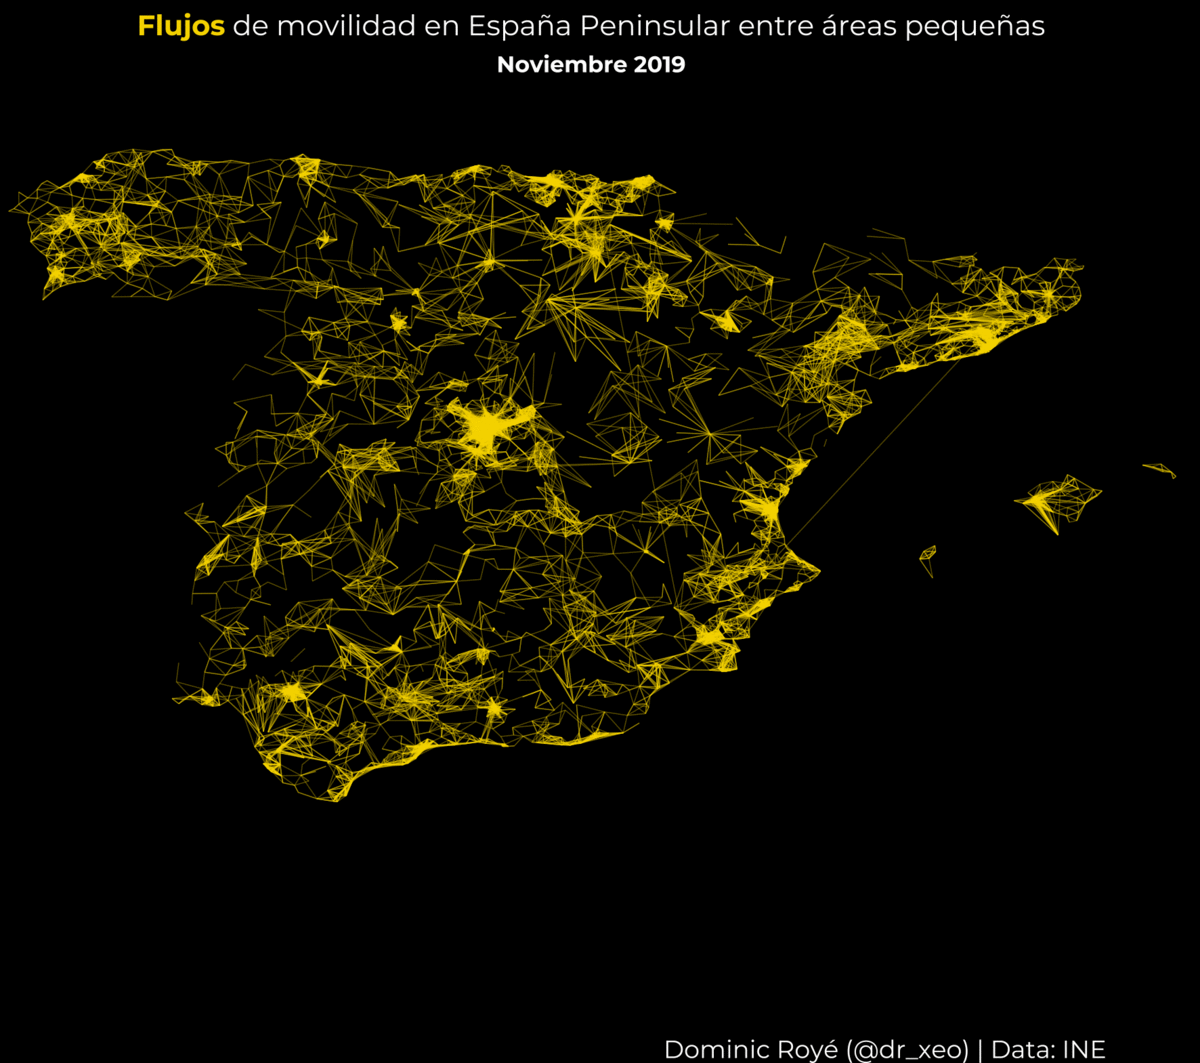 Flujos de movilidad en España Peninsular entre áreas pequeñas
Noviembre 2019
Dominic Royé (@dr_xeo) | Data: INE